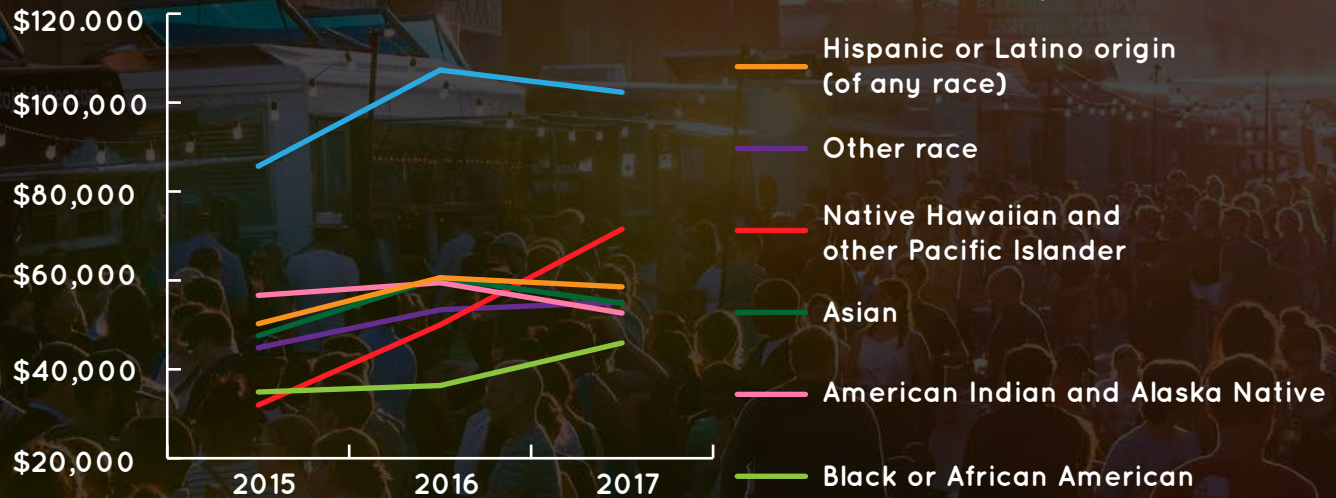 $120.000
$100,000
$80,000
$60,000
$40,000
$20,000
2015 2016 2017
Hispanic or Latino origin
(of any race)
Other race
Native Hawaiian and
other Pacific Islander
Asian
American Indian and Alaska Native
Black or African American